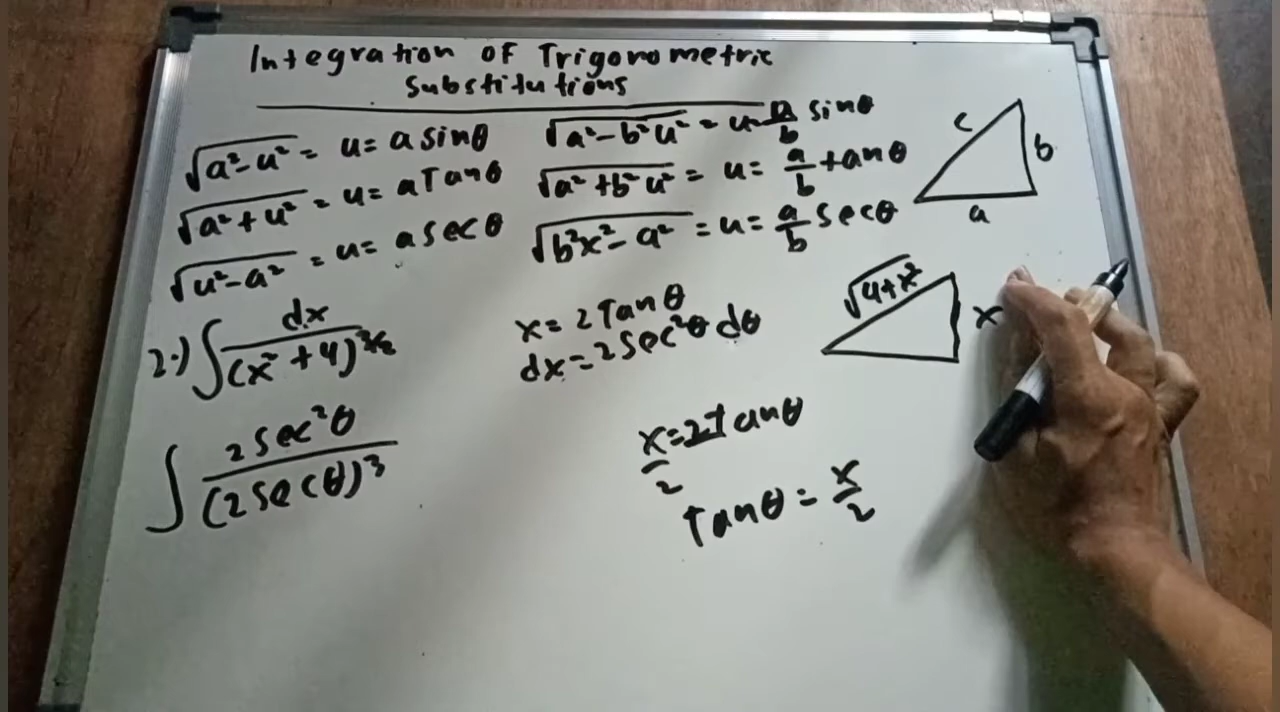 Integration of Trigonometric
Substitutions
√a²-u² = u = a sinθ
√a²+u² = u = a Tanθ
√u²-a² = u = a secθ
√a²-b²u² = u = a/b sinθ
√a²+b²u² = u = a/b tanθ
√b²x²-a² = u = a/b secθ
c
b
a
2.) ∫ dx/(x²+4)^3/2
∫ 2sec²θ/(2secθ)³
x = 2Tanθ
dx = 2sec²θ dθ
√4+x²
x
x/2 = 2Tanθ
Tanθ = x/2